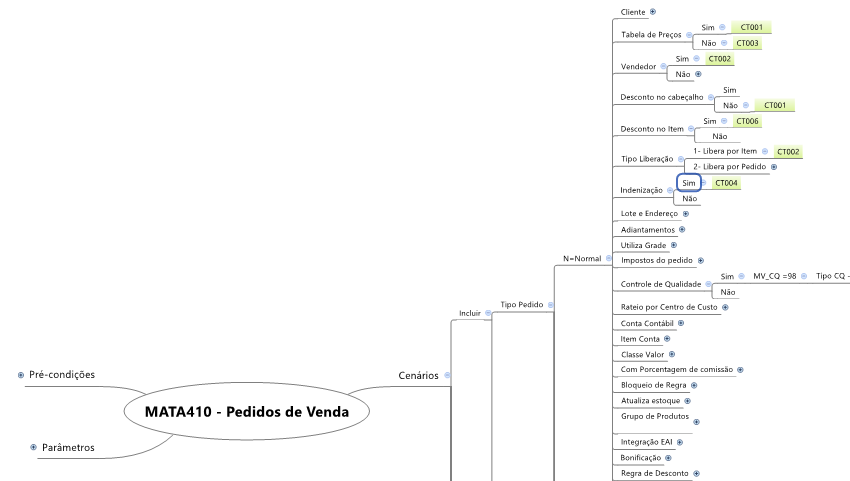 Cliente
Tabela de Preços
Sim CT001
Não CT003
Vendedor
Sim CT002
Não
Desconto no cabeçalho
Sim
Não CT001
Desconto no Item
Sim CT006
Não
Tipo Liberação
1- Libera por Item CT002
2- Libera por Pedido
Indenização
Sim CT004
Não
Lote e Endereço
Adiantamentos
Utiliza Grade
Impostos do pedido
N=Normal
Controle de Qualidade
Sim MV_CQ =98 Tipo CQ -
Não
Tipo Pedido
Incluir
Rateio por Centro de Custo
Conta Contábil
Item Conta
Classe Valor
Com Porcentagem de comissão
Bloqueio de Regra
Atualiza estoque
Grupo de Produtos
Integração EAI
Bonificação
Regra de Desconto
Cenários
Pré-condições
MATA410 - Pedidos de Venda
Parâmetros